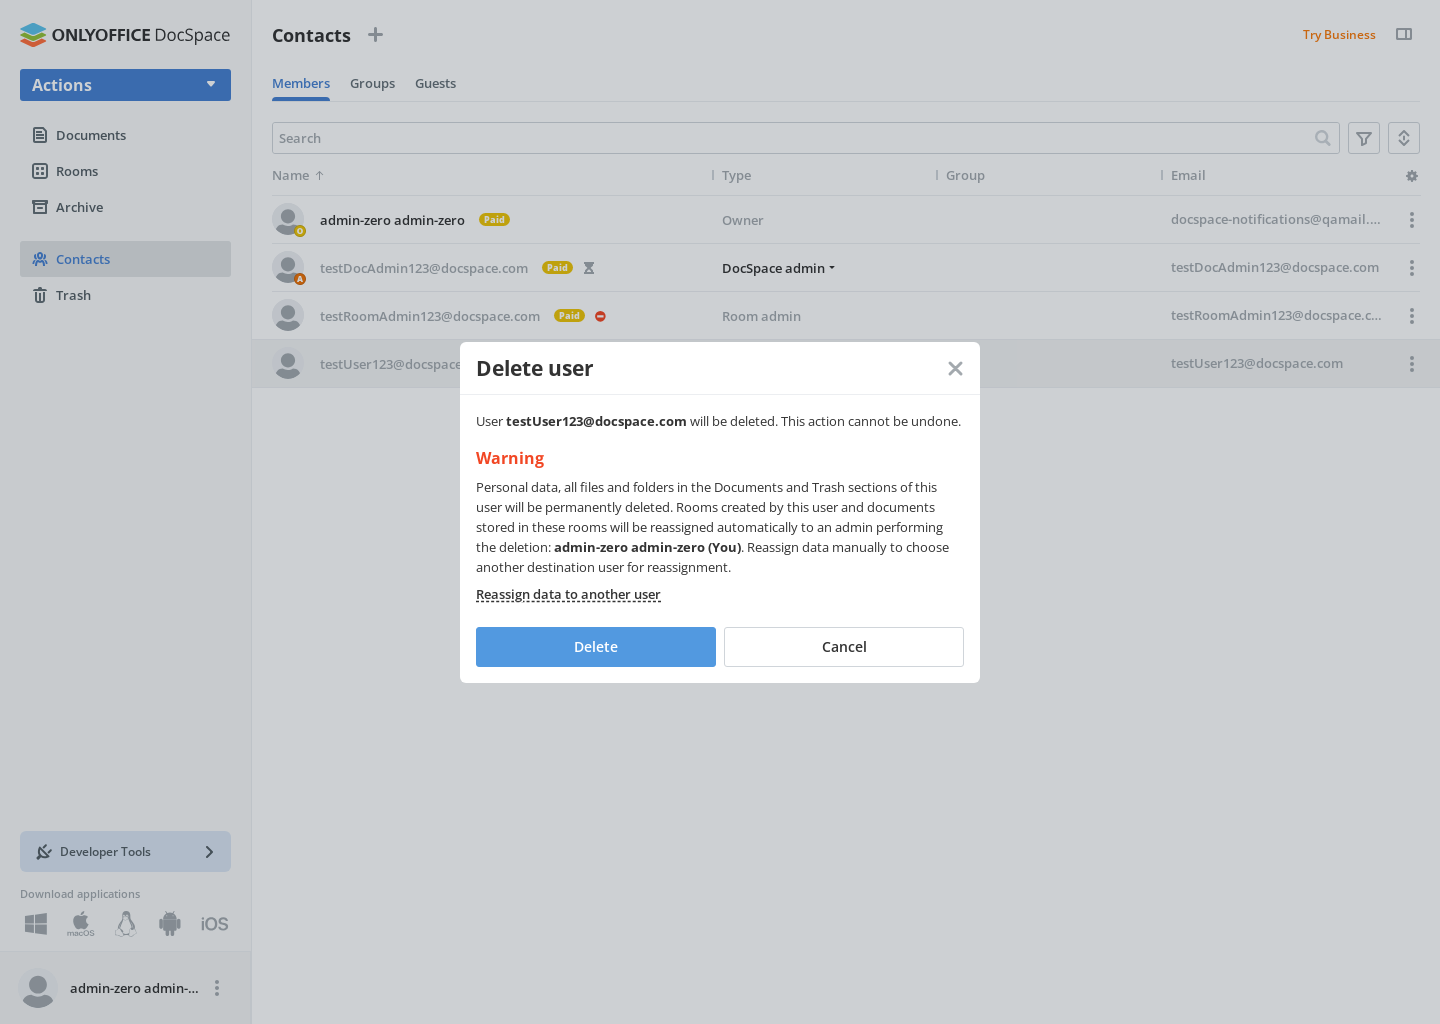 ONLYOFFICE DocSpace
Actions
Documents
Rooms
Archive
Contacts
Trash
Developer Tools
Download applications
macOS
iOS
admin-zero admin-...
Contacts
Try Business
Members Groups Guests
Search
Name Type Group Email
admin-zero admin-zero Paid Owner docspace-notifications@qamail....
O
testDocAdmin123@docspace.com Paid DocSpace admin testDocAdmin123@docspace.com
A
testRoomAdmin123@docspace.com Paid Room admin testRoomAdmin123@docspace.c...
testUser123@docspace testUser123@docspace.com
Delete user
User testUser123@docspace.com will be deleted. This action cannot be undone.
Warning
Personal data, all files and folders in the Documents and Trash sections of this
user will be permanently deleted. Rooms created by this user and documents
stored in these rooms will be reassigned automatically to an admin performing
the deletion: admin-zero admin-zero (You). Reassign data manually to choose
another destination user for reassignment.
Reassign data to another user
Delete Cancel